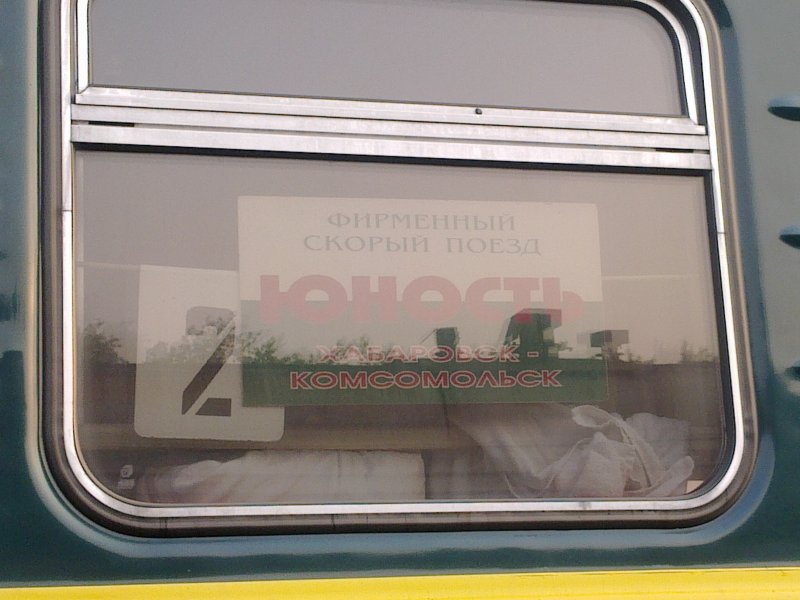 ФИРМЕННЫЙ
СКОРЫЙ ПОЕЗД
ЮНОСТЬ
2
ХАБАРОВСК -
КОМСОМОЛЬСК